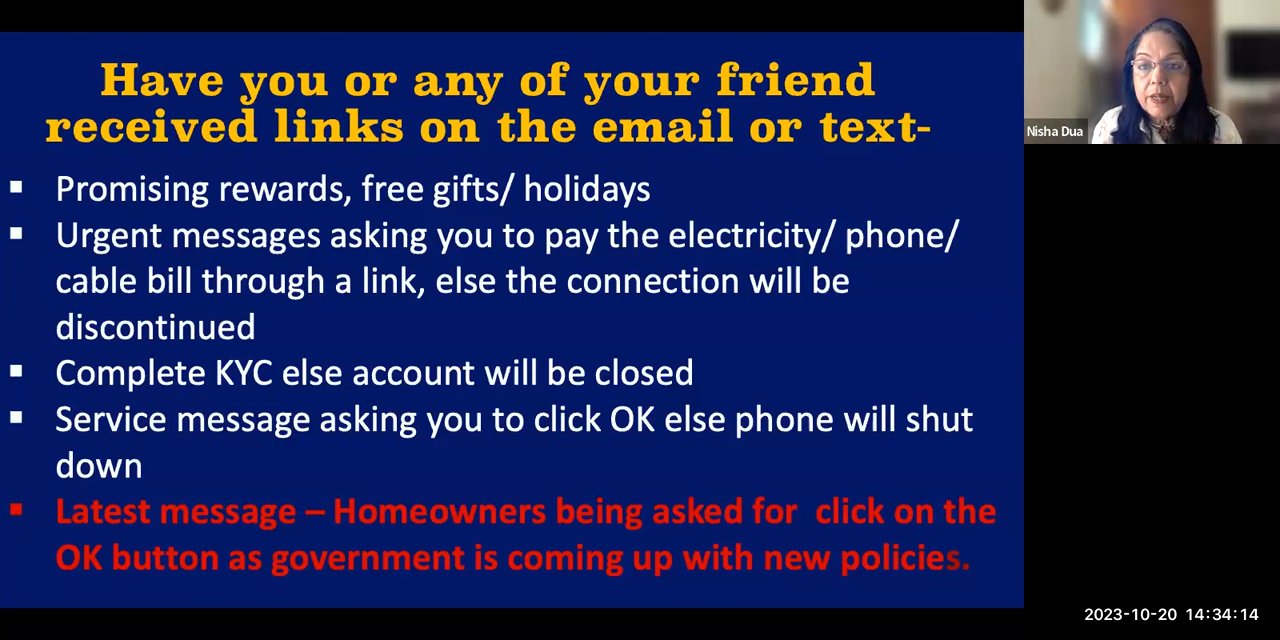 Have you or any of your friend
received links on the email or text-
▪ Promising rewards, free gifts/ holidays
▪ Urgent messages asking you to pay the electricity/ phone/
cable bill through a link, else the connection will be
discontinued
▪ Complete KYC else account will be closed
▪ Service message asking you to click OK else phone will shut
down
▪ Latest message – Homeowners being asked for  click on the
OK button as government is coming up with new policies.
Nisha Dua
2023-10-20 14:34:14